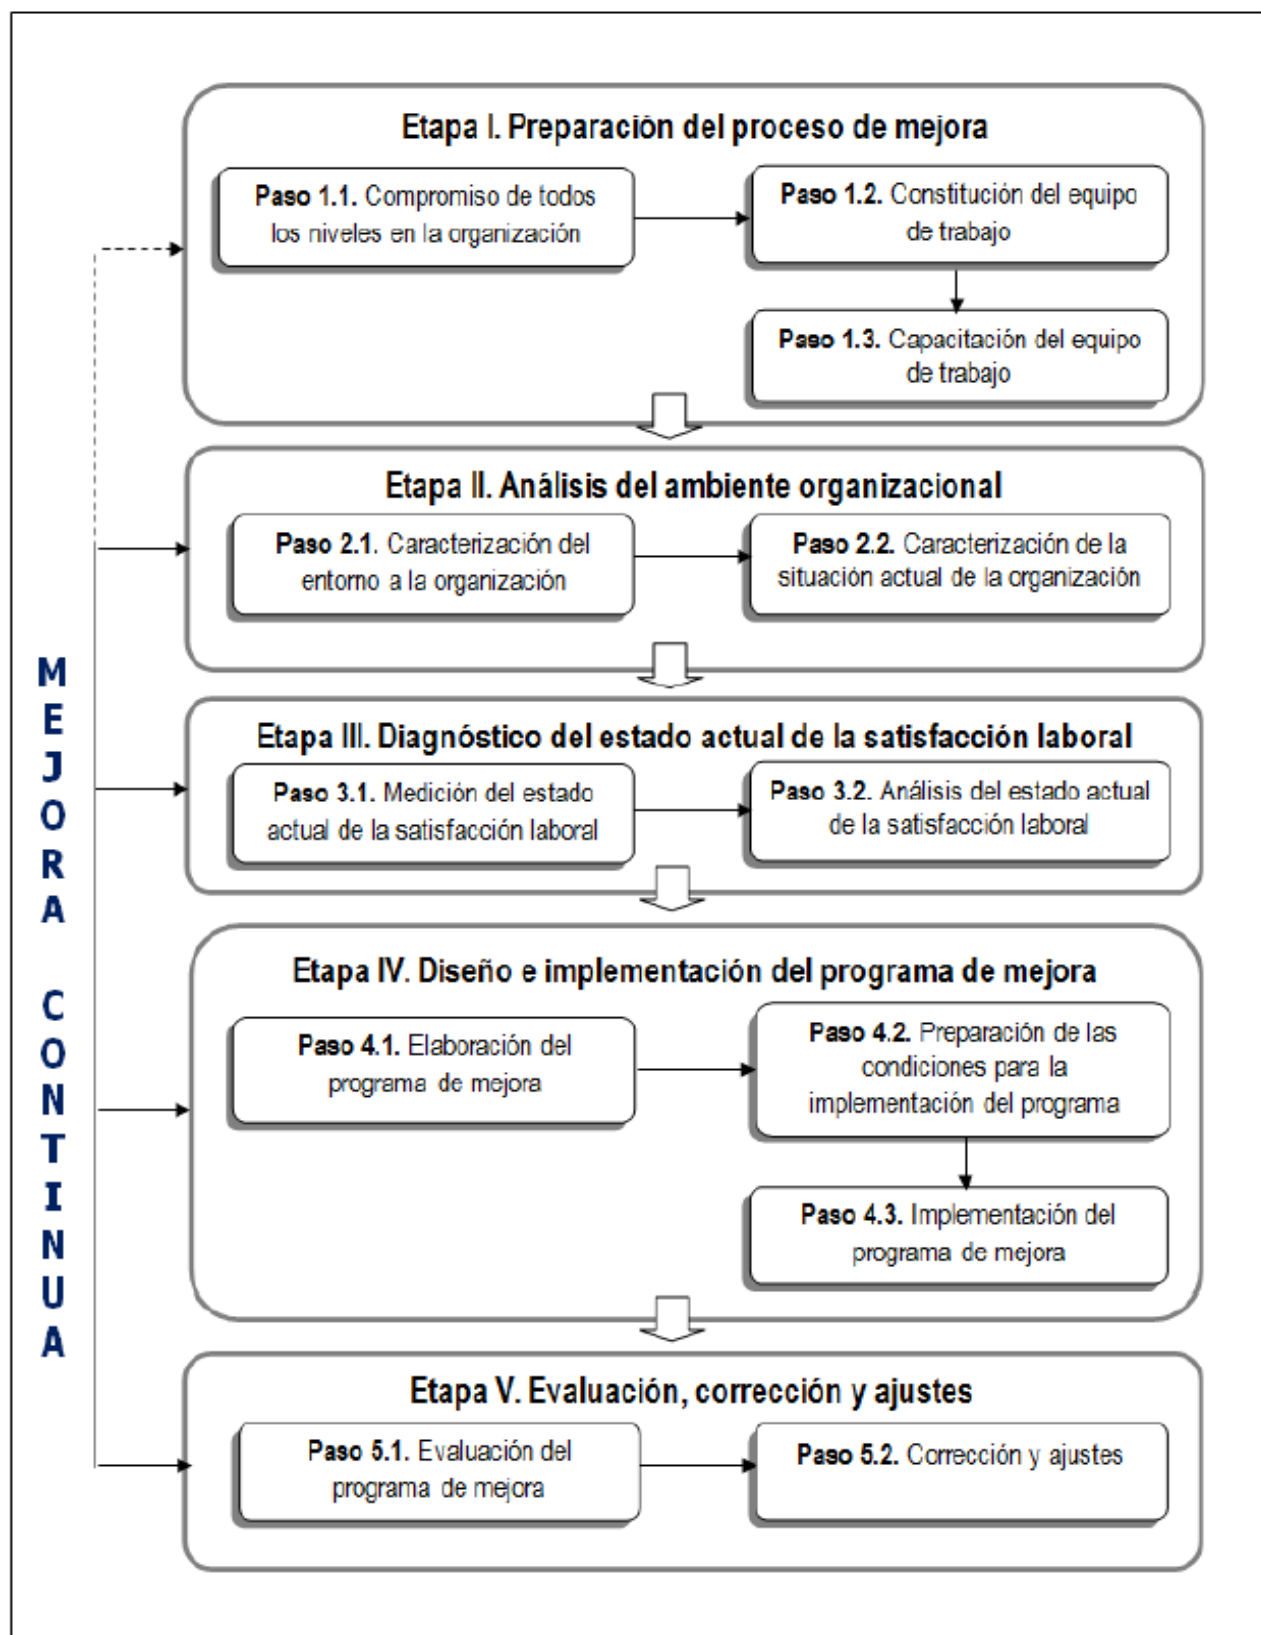 Etapa I. Preparación del proceso de mejora
Paso 1.1. Compromiso de todos
los niveles en la organización
Paso 1.2. Constitución del equipo
de trabajo
Paso 1.3. Capacitación del equipo
de trabajo
Etapa II. Análisis del ambiente organizacional
Paso 2.1. Caracterización del
entorno a la organización
Paso 2.2. Caracterización de la
situación actual de la organización
Etapa III. Diagnóstico del estado actual de la satisfacción laboral
Paso 3.1. Medición del estado
actual de la satisfacción laboral
Paso 3.2. Análisis del estado actual
de la satisfacción laboral
Etapa IV. Diseño e implementación del programa de mejora
Paso 4.1. Elaboración del
programa de mejora
Paso 4.2. Preparación de las
condiciones para la
implementación del programa
Paso 4.3. Implementación del
programa de mejora
Etapa V. Evaluación, corrección y ajustes
Paso 5.1. Evaluación del
programa de mejora
Paso 5.2. Corrección y ajustes
MEJORA CONTINUA